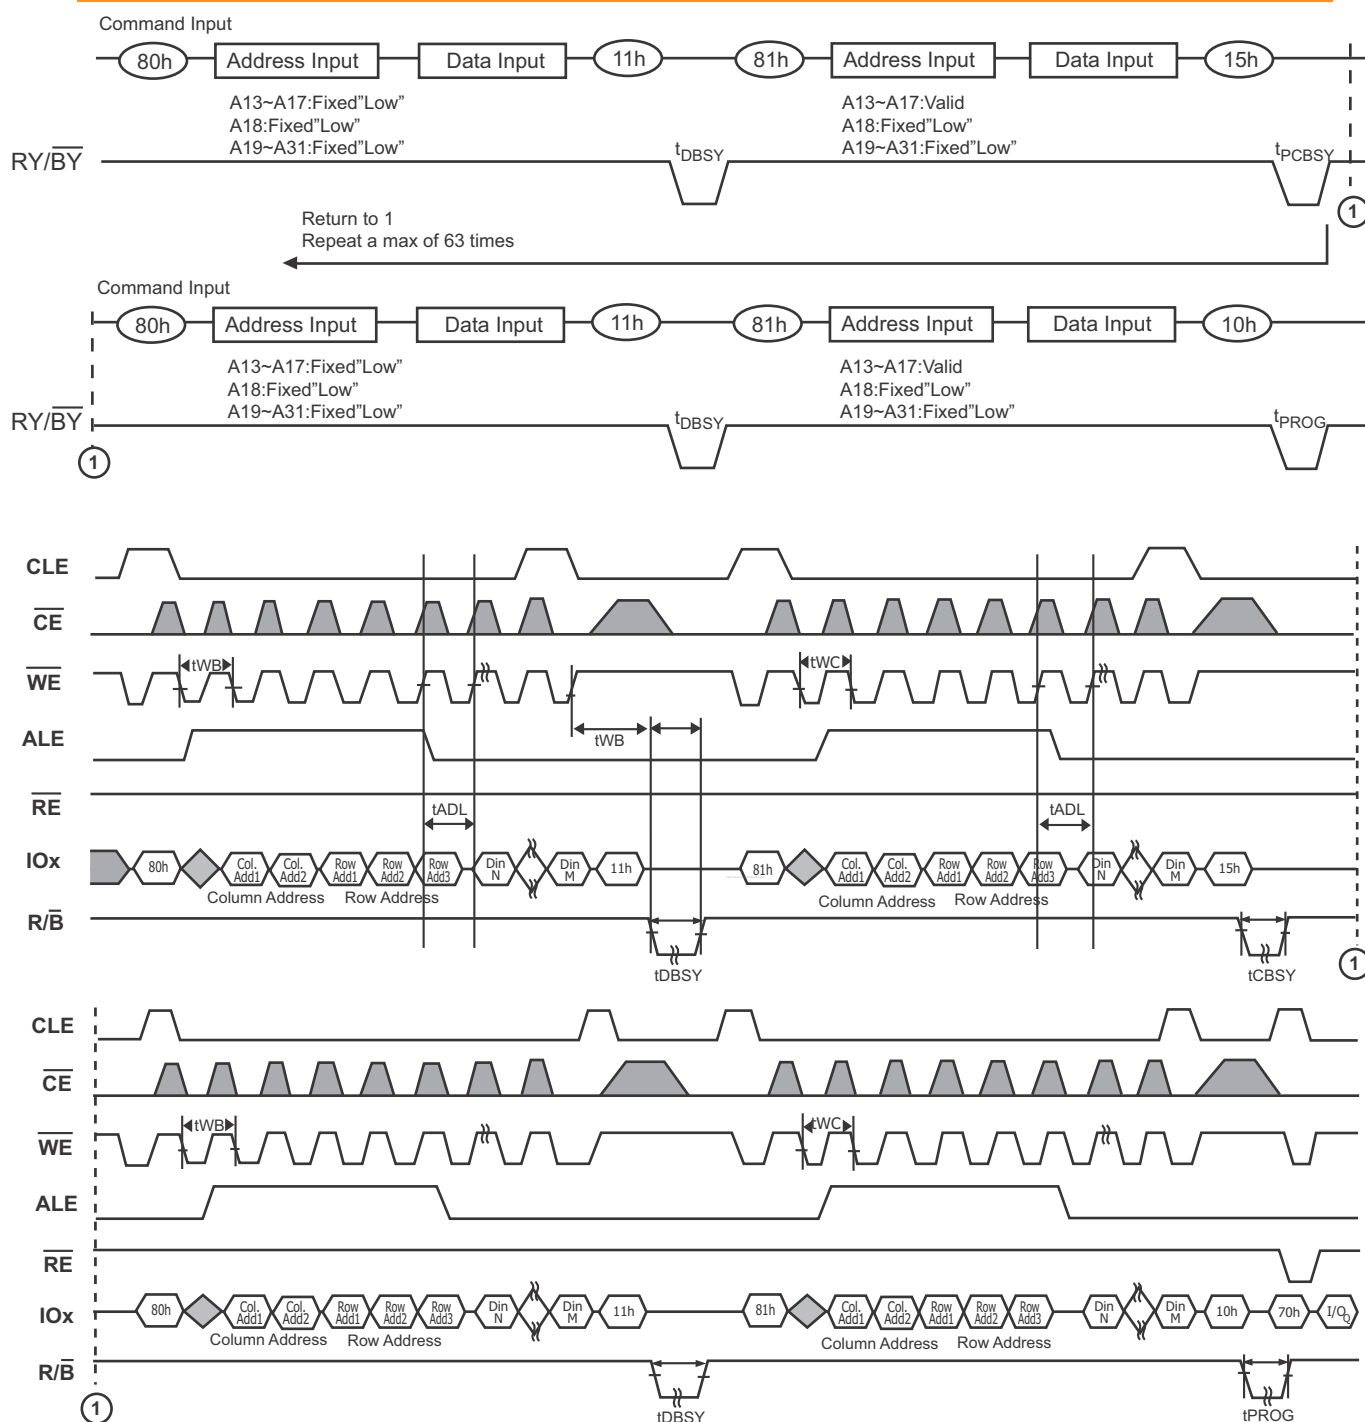 Command Input
80h Address Input Data Input 11h 81h Address Input Data Input 15h
A13~A17:Fixed"Low" A13~A17:Valid
A18:Fixed"Low" A18:Fixed"Low"
A19~A31:Fixed"Low" A19~A31:Fixed"Low"
RY/BY tDBSY tPCBSY
1
Return to 1
Repeat a max of 63 times
Command Input
80h Address Input Data Input 11h 81h Address Input Data Input 10h
A13~A17:Fixed"Low" A13~A17:Valid
A18:Fixed"Low" A18:Fixed"Low"
A19~A31:Fixed"Low" A19~A31:Fixed"Low"
RY/BY tDBSY tPROG
1
CLE
CE
WE tWB tWC
ALE tWB
RE
tADL tADL
IOx 80h Col. Add1 Col. Add2 Row Add1 Row Add2 Row Add3 Din N Din M 11h 81h Col. Add1 Col. Add2 Row Add1 Row Add2 Row Add3 Din N Din M 15h
Column Address Row Address Column Address Row Address
R/B
tDBSY tCBSY
1
CLE
CE
WE tWB tWC
ALE
RE
IOx 80h Col. Add1 Col. Add2 Row Add1 Row Add2 Row Add3 Din N Din M 11h 81h Col. Add1 Col. Add2 Row Add1 Row Add2 Row Add3 Din N Din M 10h 70h I/O0
Column Address Row Address Column Address Row Address
R/B
1
tDBSY tPROG